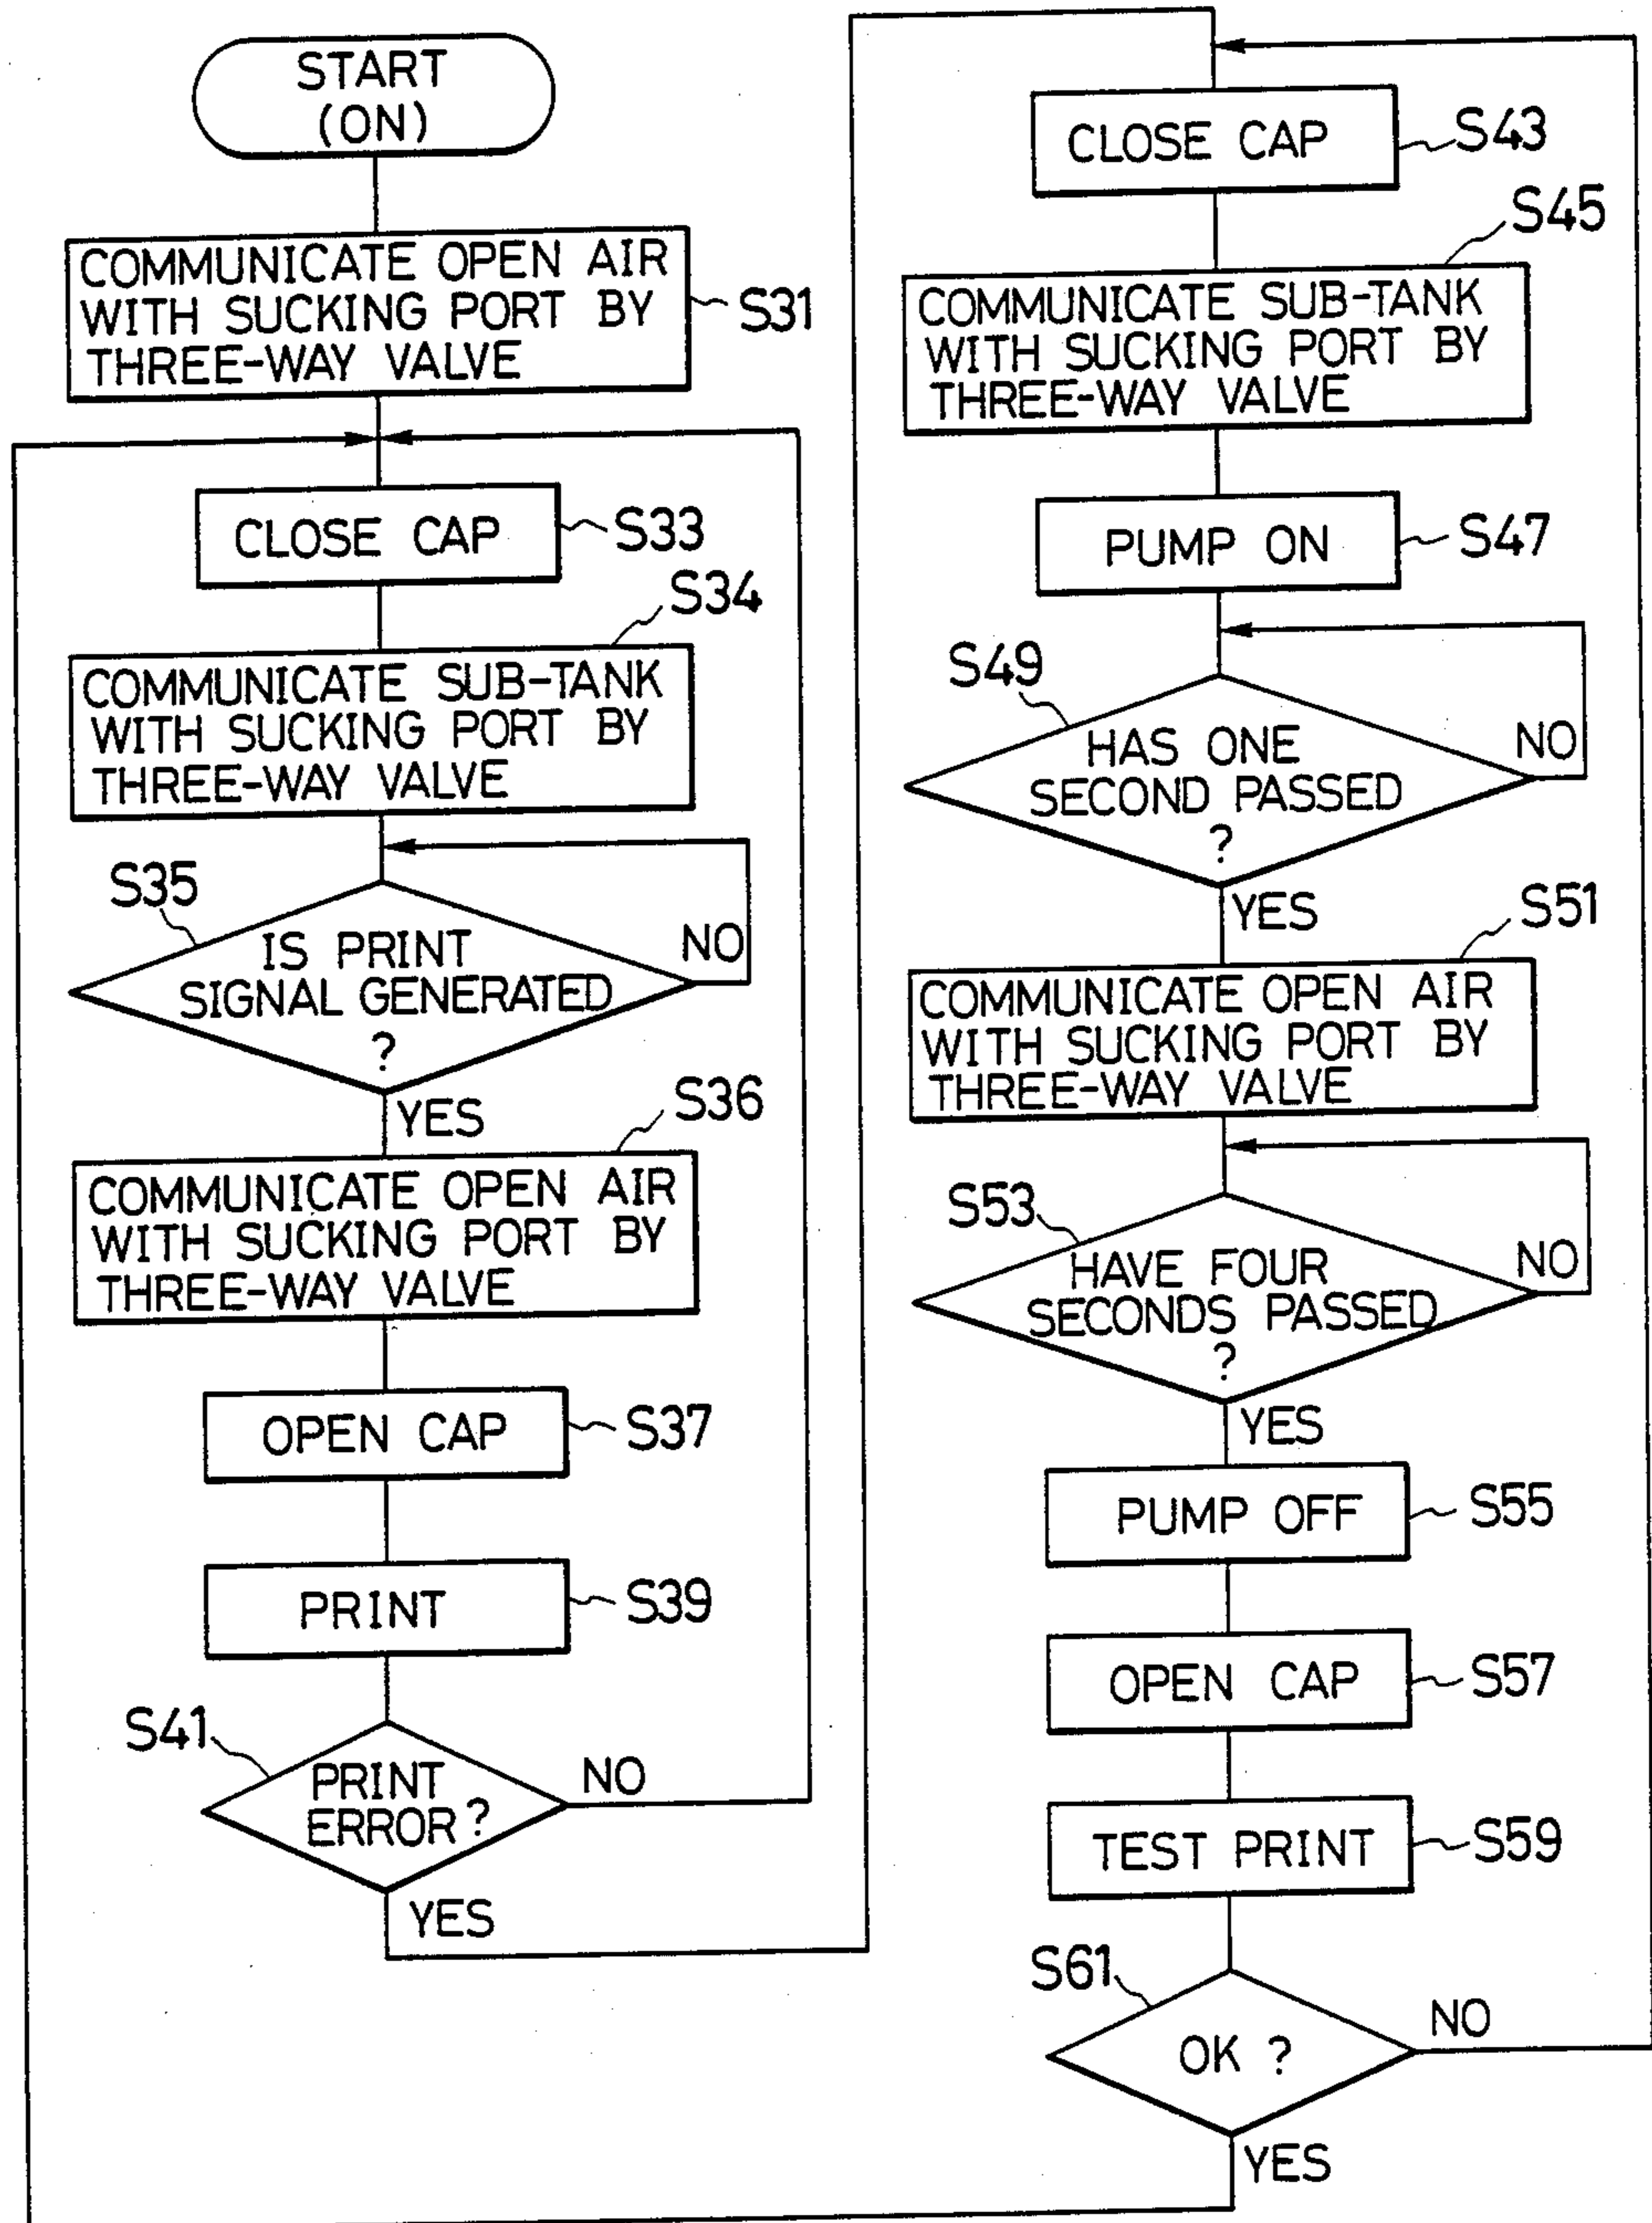 START
(ON)
COMMUNICATE OPEN AIR
WITH SUCKING PORT BY
THREE-WAY VALVE
S31
CLOSE CAP
S33
S34
COMMUNICATE SUB-TANK
WITH SUCKING PORT BY
THREE-WAY VALVE
S35
IS PRINT
SIGNAL GENERATED
?
NO
YES
S36
COMMUNICATE OPEN AIR
WITH SUCKING PORT BY
THREE-WAY VALVE
OPEN CAP
S37
PRINT
S39
S41
PRINT
ERROR?
NO
YES
CLOSE CAP
S43
S45
COMMUNICATE SUB-TANK
WITH SUCKING PORT BY
THREE-WAY VALVE
PUMP ON
S47
S49
HAS ONE
SECOND PASSED
?
NO
YES
S51
COMMUNICATE OPEN AIR
WITH SUCKING PORT BY
THREE-WAY VALVE
S53
HAVE FOUR
SECONDS PASSED
?
NO
YES
PUMP OFF
S55
OPEN CAP
S57
TEST PRINT
S59
S61
OK ?
NO
YES